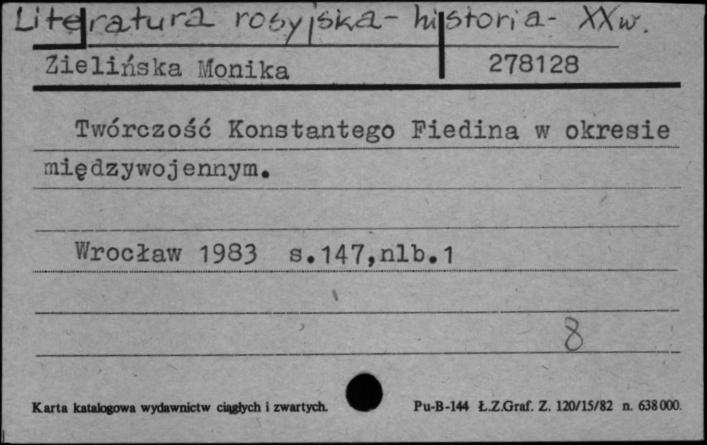 Literatura rosyjska - historia - XX w.
Zielińska Monika 278128
Twórczość Konstantego Fiedina w okresie
międzywojennym.
Wrocław 1983 s.147,nlb.1
8
Karta katalogowa wydawnictw ciągłych i zwartych. Pu-B-144 Ł.Z.Graf. Z. 120/15/82 n. 638000.